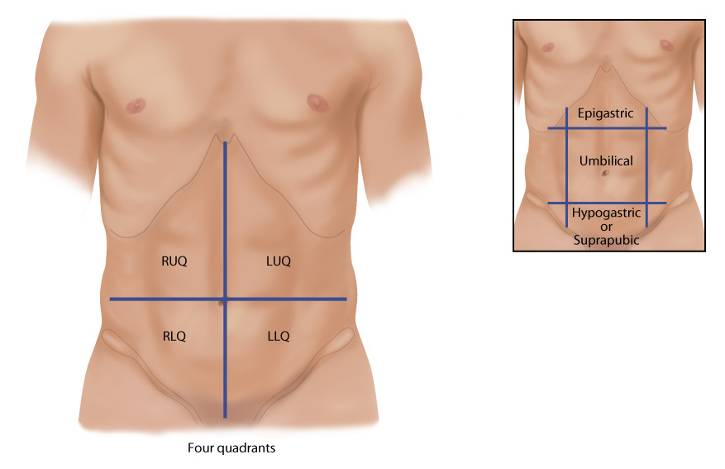 RUQ
LUQ
RLQ
LLQ
Four quadrants
Epigastric
Umbilical
Hypogastric
or
Suprapubic